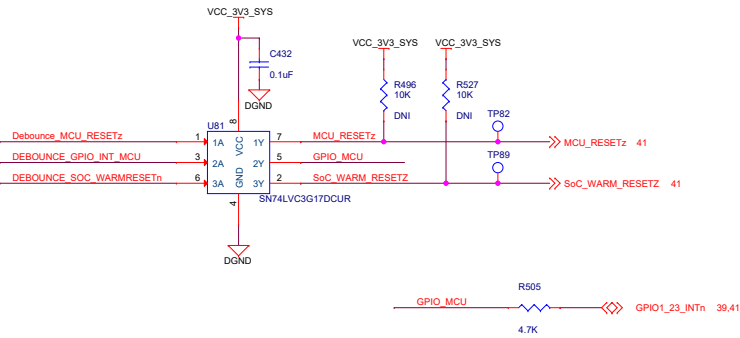 VCC_3V3_SYS
C432
0.1uF
DGND
VCC_3V3_SYS
VCC_3V3_SYS
R496
10K
DNI
R527
10K
DNI
TP82
U81
8
VCC
Debounce_MCU_RESETz
1
1A
1Y
7
MCU_RESETz
MCU_RESETz 41
DEBOUNCE_GPIO_INT_MCU
3
2A
2Y
5
GPIO_MCU
TP89
DEBOUNCE_SOC_WARMRESETn
6
3A
3Y
2
SoC_WARM_RESETZ
SoC_WARM_RESETZ 41
GND
4
SN74LVC3G17DCUR
DGND
R505
GPIO_MCU
GPIO1_23_INTn 39,41
4.7K